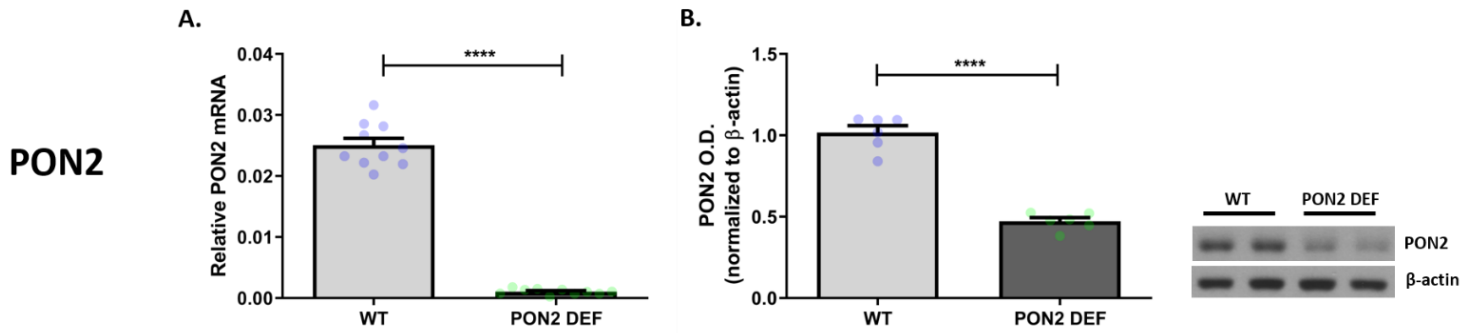 PON2
A.
Relative PON2 mRNA
0.04
0.03
0.02
0.01
0.00
****
WT
PON2 DEF
B.
PON2 O.D.
(normalized to β-actin)
1.5
1.0
0.5
0.0
****
WT
PON2 DEF
WT
PON2 DEF
PON2
β-actin